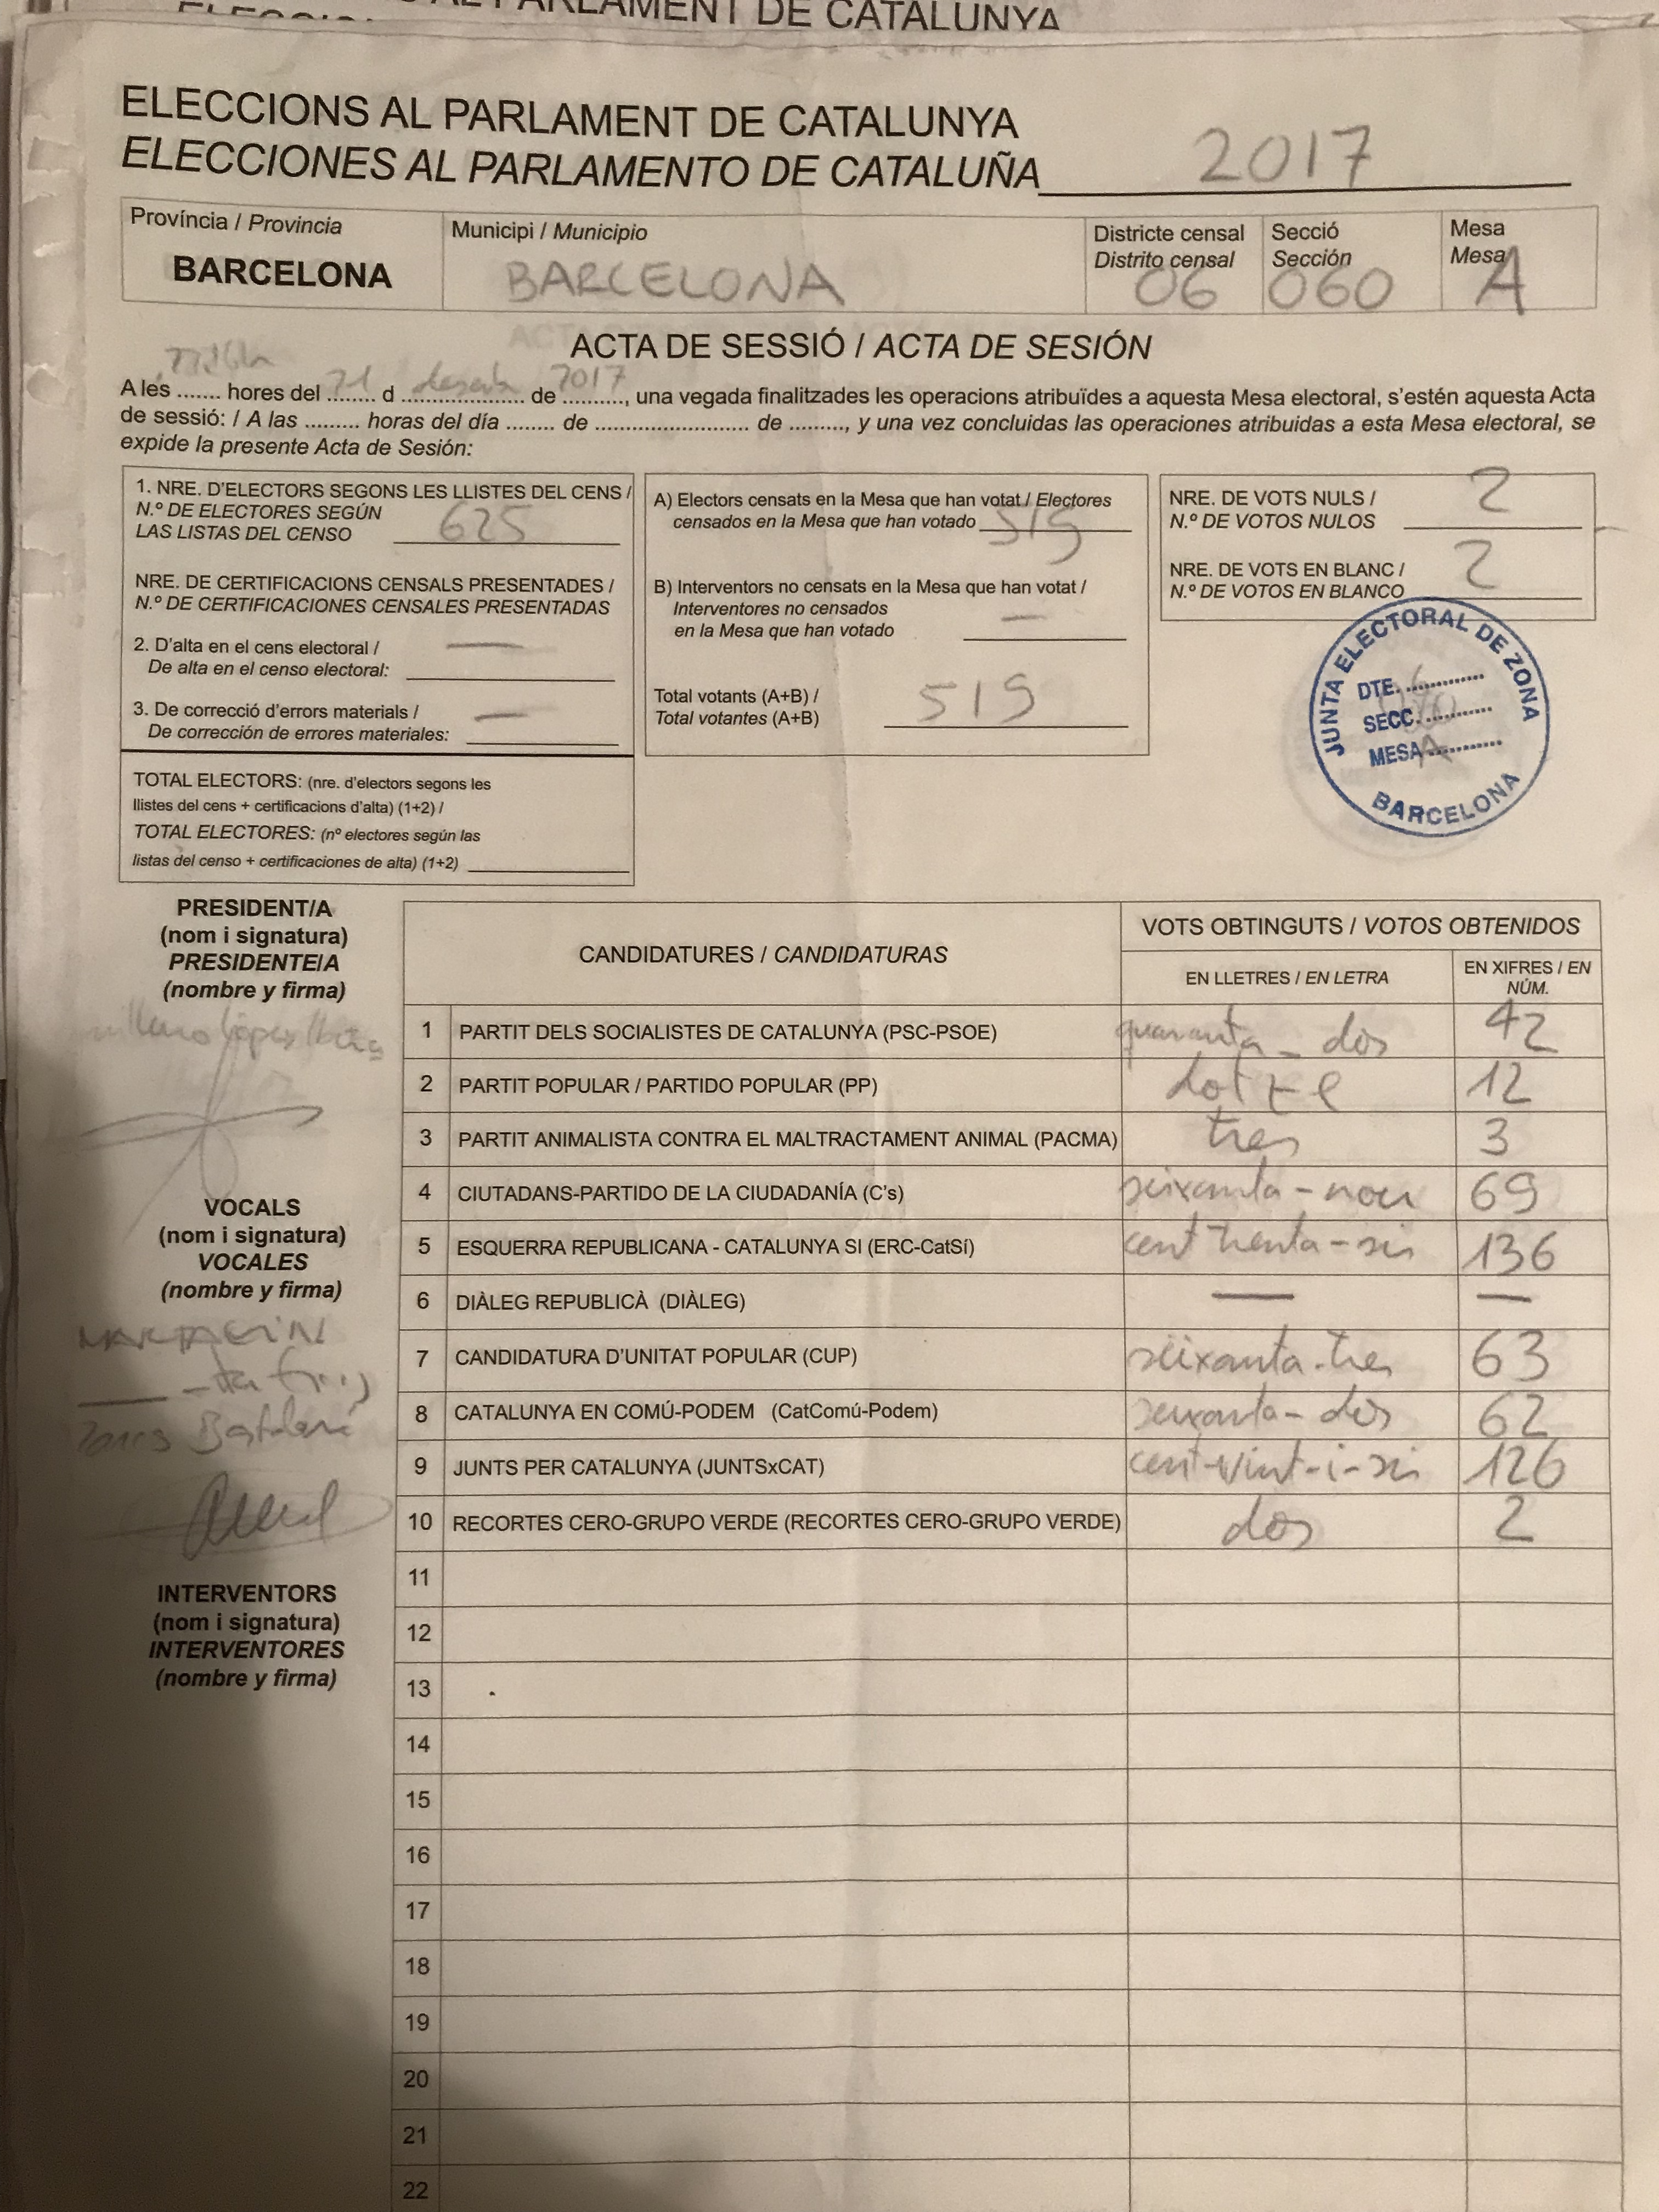 AL PARLAMENT DE CATALUNYA
ELECCIONS AL PARLAMENT DE CATALUNYA
ELECCIONES AL PARLAMENTO DE CATALUÑA 2017
Província / Provincia
BARCELONA
Municipi / Municipio
BARCELONA
Districte censal
Distrito censal
06
Secció
Sección
060
Mesa
Mesa
A
ACTA DE SESSIÓ / ACTA DE SESIÓN
A les ....... hores del 21 d desembre de 2017, una vegada finalitzades les operacions atribuïdes a aquesta Mesa electoral, s'estén aquesta Acta
de sessió: / A las ......... horas del día ........ de ........................ de ........., y una vez concluidas las operaciones atribuidas a esta Mesa electoral, se
expide la presente Acta de Sesión:
1. NRE. D'ELECTORS SEGONS LES LLISTES DEL CENS /
N.º DE ELECTORES SEGÚN
LAS LISTAS DEL CENSO 625
NRE. DE CERTIFICACIONS CENSALS PRESENTADES /
N.º DE CERTIFICACIONES CENSALES PRESENTADAS
2. D'alta en el cens electoral /
De alta en el censo electoral: —
3. De correcció d'errors materials /
De corrección de errores materiales: —
TOTAL ELECTORS: (nre. d'electors segons les
llistes del cens + certificacions d'alta) (1+2) /
TOTAL ELECTORES: (nº electores según las
listas del censo + certificaciones de alta) (1+2)
A) Electors censats en la Mesa que han votat / Electores
censados en la Mesa que han votado 519
B) Interventors no censats en la Mesa que han votat /
Interventores no censados
en la Mesa que han votado —
Total votants (A+B) /
Total votantes (A+B) 519
NRE. DE VOTS NULS /
N.º DE VOTOS NULOS 2
NRE. DE VOTS EN BLANC /
N.º DE VOTOS EN BLANCO 2
JUNTA ELECTORAL DE ZONA
DTE. ............
SECC. ..........
MESA A ...........
BARCELONA
PRESIDENT/A
(nom i signatura)
PRESIDENTE/A
(nombre y firma)
VOCALS
(nom i signatura)
VOCALES
(nombre y firma)
INTERVENTORS
(nom i signatura)
INTERVENTORES
(nombre y firma)
CANDIDATURES / CANDIDATURAS
VOTS OBTINGUTS / VOTOS OBTENIDOS
EN LLETRES / EN LETRA
EN XIFRES / EN
NÚM.
1 PARTIT DELS SOCIALISTES DE CATALUNYA (PSC-PSOE) quaranta-dos 42
2 PARTIT POPULAR / PARTIDO POPULAR (PP) dotze 12
3 PARTIT ANIMALISTA CONTRA EL MALTRACTAMENT ANIMAL (PACMA) tres 3
4 CIUTADANS-PARTIDO DE LA CIUDADANÍA (C's) seixanta-nou 69
5 ESQUERRA REPUBLICANA - CATALUNYA SI (ERC-CatSí) cent trenta-sis 136
6 DIÀLEG REPUBLICÀ (DIÀLEG) — —
7 CANDIDATURA D'UNITAT POPULAR (CUP) seixanta-tres 63
8 CATALUNYA EN COMÚ-PODEM (CatComú-Podem) seixanta-dos 62
9 JUNTS PER CATALUNYA (JUNTSxCAT) cent-vint-i-sis 126
10 RECORTES CERO-GRUPO VERDE (RECORTES CERO-GRUPO VERDE) dos 2
11
12
13
14
15
16
17
18
19
20
21
22